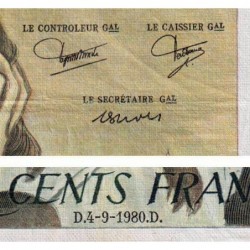 LE CONTROLEUR GAL LE CAISSIER GAL
LE SECRÉTAIRE GAL
CENTS FRAN
D.4-9-1980.D.